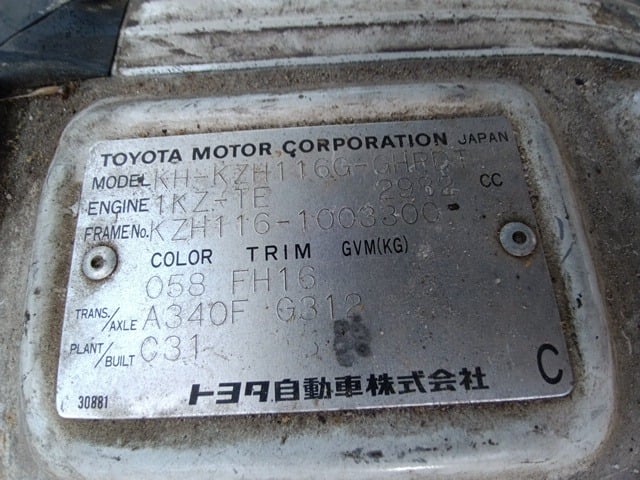 TOYOTA MOTOR CORPORATION JAPAN
MODEL KH-KZH116G-
ENGINE 1KZ-TE 2982 CC
FRAME No. KZH116-1003300
COLOR TRIM GVM(KG)
058 FH16
TRANS./AXLE A340F G312
PLANT/BUILT C31
C
30881 トヨタ自動車株式会社